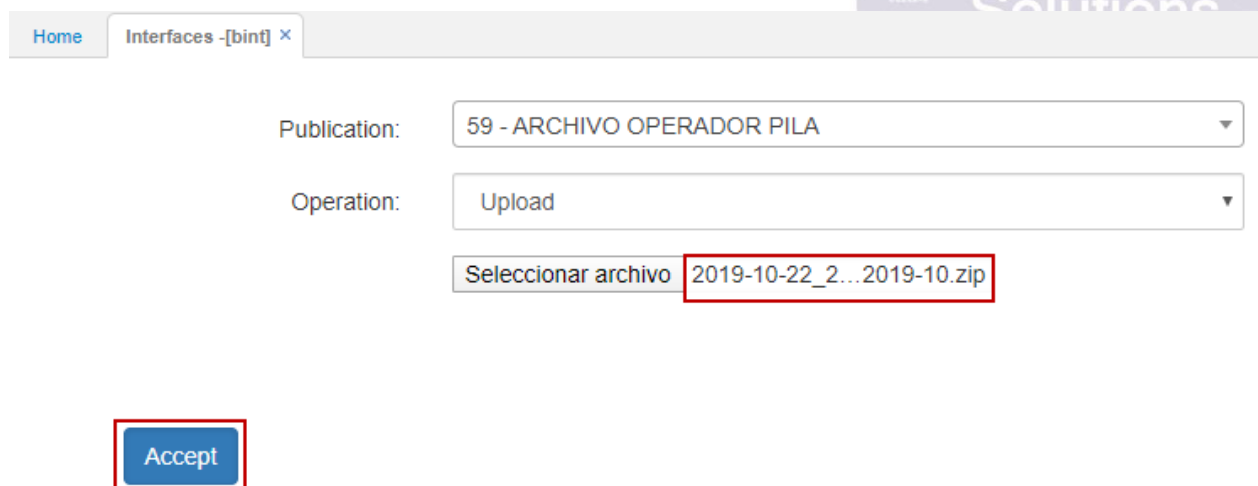 Solutions
Home Interfaces -[bint] ×
Publication: 59 - ARCHIVO OPERADOR PILA
Operation: Upload
Seleccionar archivo 2019-10-22_2...2019-10.zip
Accept